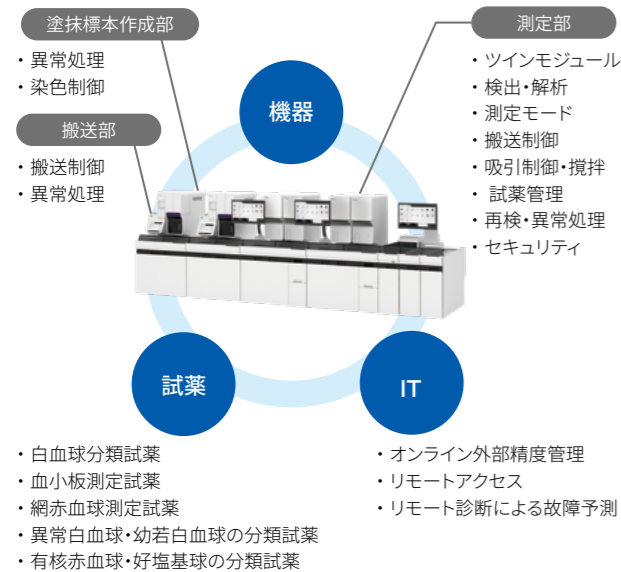 塗抹標本作成部
・異常処理
・染色制御
搬送部
・搬送制御
・異常処理
機器
測定部
・ツインモジュール
・検出・解析
・測定モード
・搬送制御
・吸引制御・撹拌
・ 試薬管理
・再検・異常処理
・セキュリティ
試薬
・白血球分類試薬
・血小板測定試薬
・網赤血球測定試薬
・異常白血球・幼若白血球の分類試薬
・有核赤血球・好塩基球の分類試薬
IT
・オンライン外部精度管理
・リモートアクセス
・リモート診断による故障予測